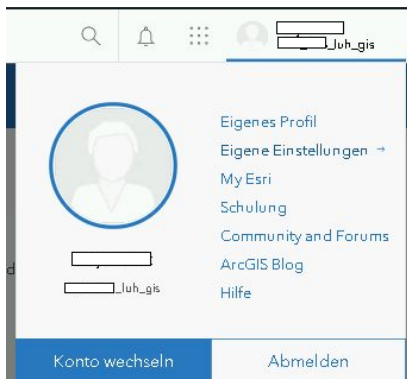 _luh_gis
Eigenes Profil
Eigene Einstellungen →
My Esri
Schulung
Community and Forums
ArcGIS Blog
Hilfe
_luh_gis
Konto wechseln
Abmelden